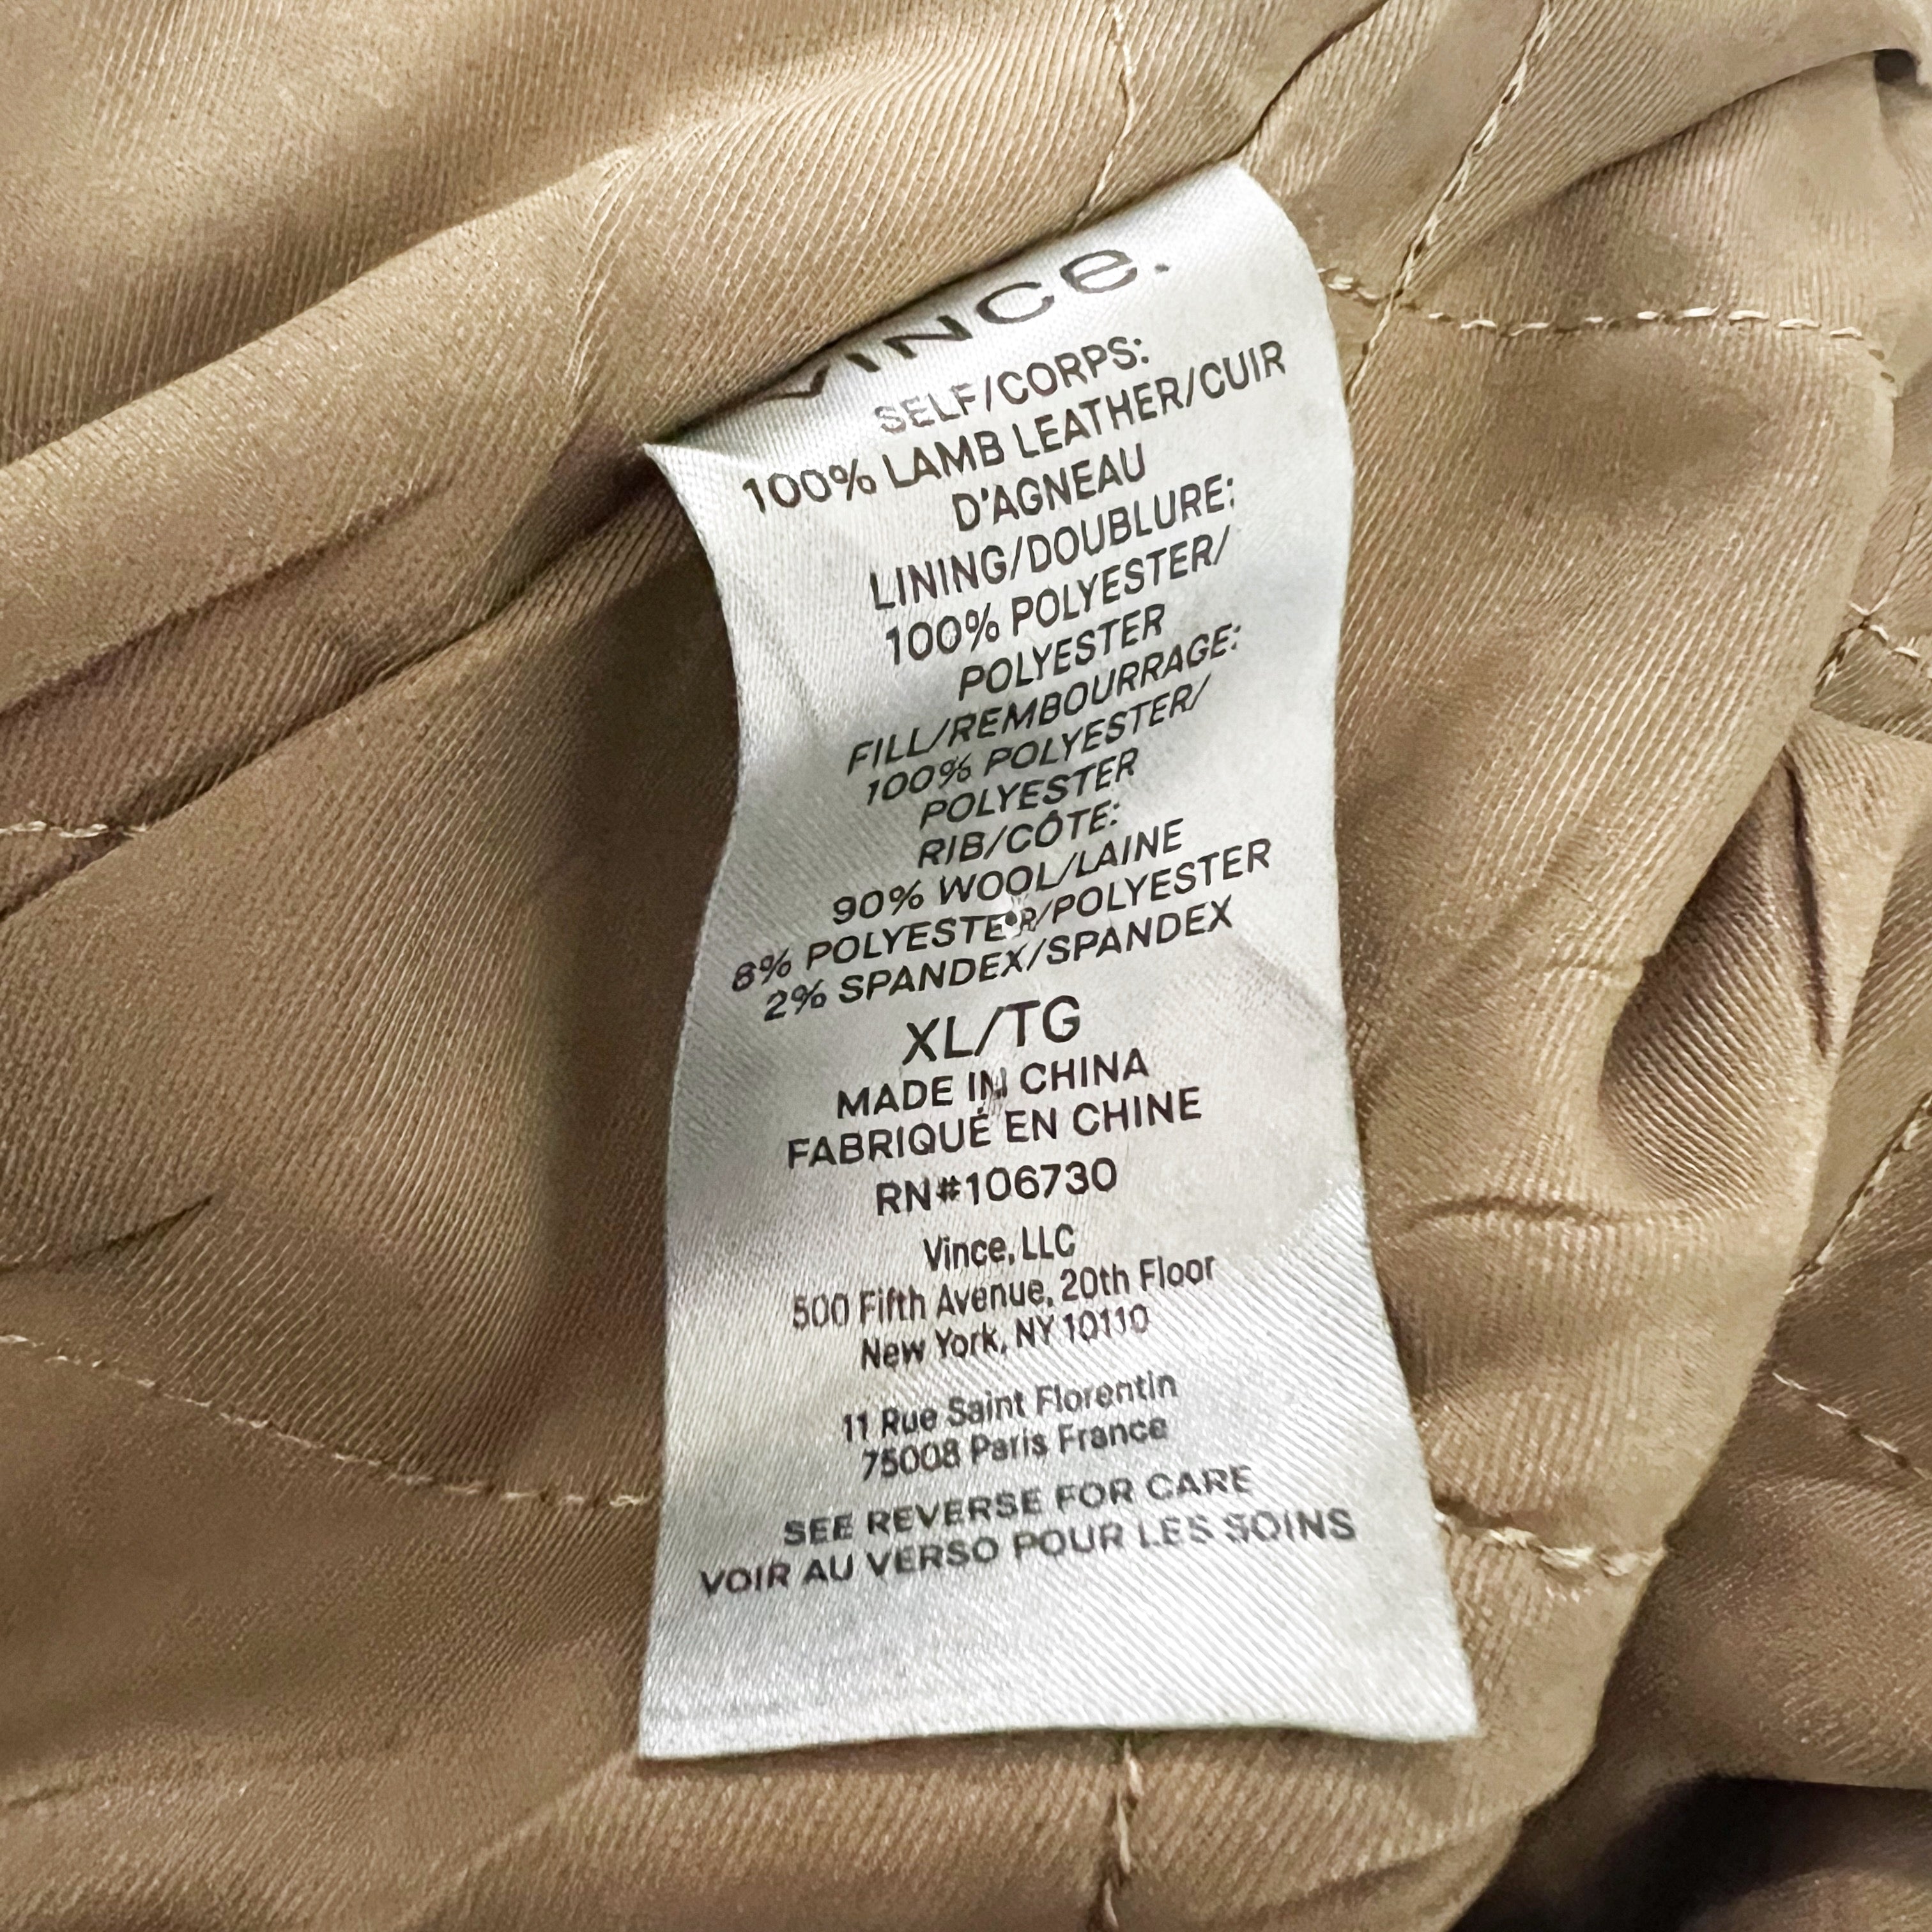 VINCE.
SELF/CORPS:
100% LAMB LEATHER/CUIR
D'AGNEAU
LINING/DOUBLURE:
100% POLYESTER/
POLYESTER
FILL/REMBOURRAGE:
100% POLYESTER/
POLYESTER
RIB/CÔTE:
90% WOOL/LAINE
8% POLYESTER/POLYESTER
2% SPANDEX/SPANDEX
XL/TG
MADE IN CHINA
FABRIQUÉ EN CHINE
RN#106730
Vince, LLC
500 Fifth Avenue, 20th Floor
New York, NY 10110
11 Rue Saint Florentin
75008 Paris France
SEE REVERSE FOR CARE
VOIR AU VERSO POUR LES SOINS